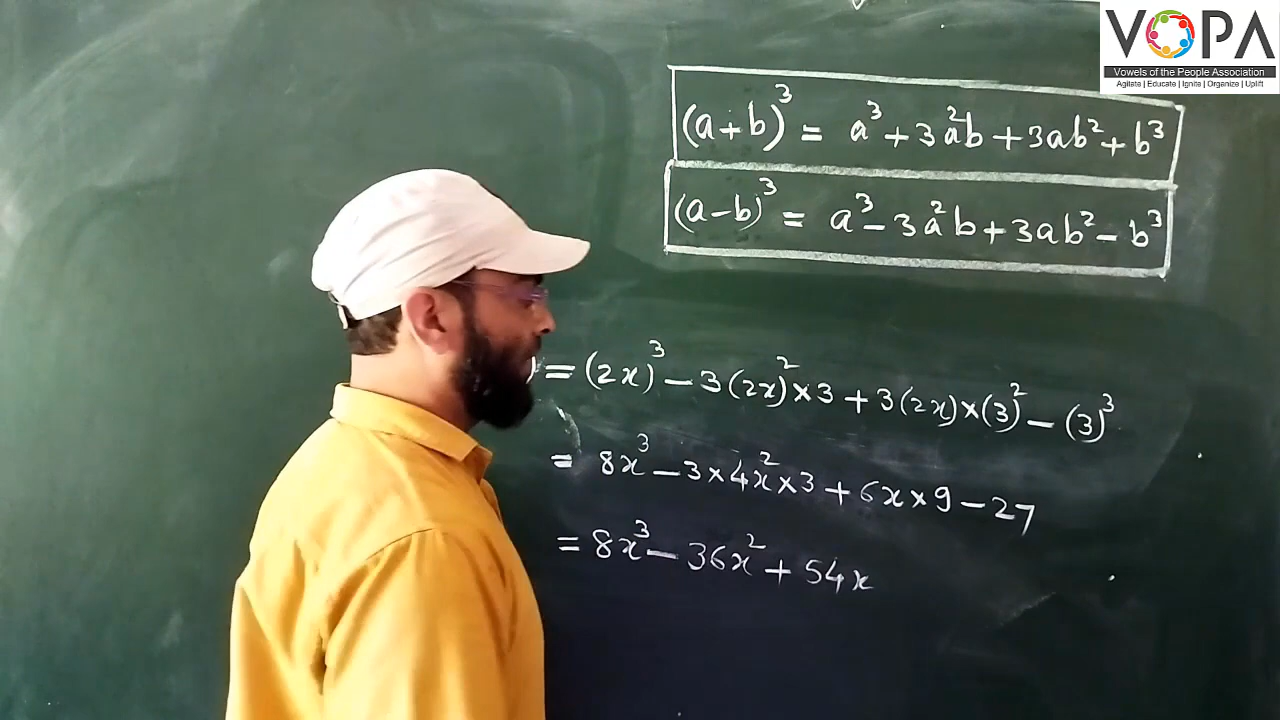 VOPA
Vowels of the People Association
Agitate | Educate | Ignite | Organize | Uplift
(a+b)³ = a³ + 3a²b + 3ab² + b³
(a-b)³ = a³ - 3a²b + 3ab² - b³
) = (2x)³ - 3(2x)² × 3 + 3(2x) × (3)² - (3)³
= 8x³ - 3 × 4x² × 3 + 6x × 9 - 27
= 8x³ - 36x² + 54x